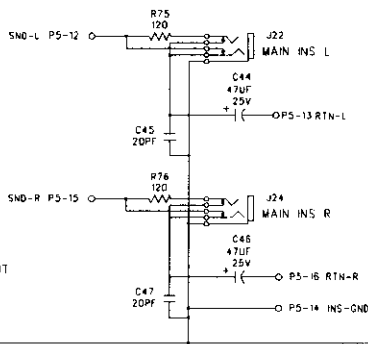 R75
120
SND-L P5-12
J22
MAIN INS L
C44
47UF
25V
+
P5-13 RTN-L
C45
20PF
R76
120
SND-R P5-15
J24
MAIN INS R
C46
47UF
25V
+
P5-16 RTN-R
C47
20PF
P5-14 INS-GND